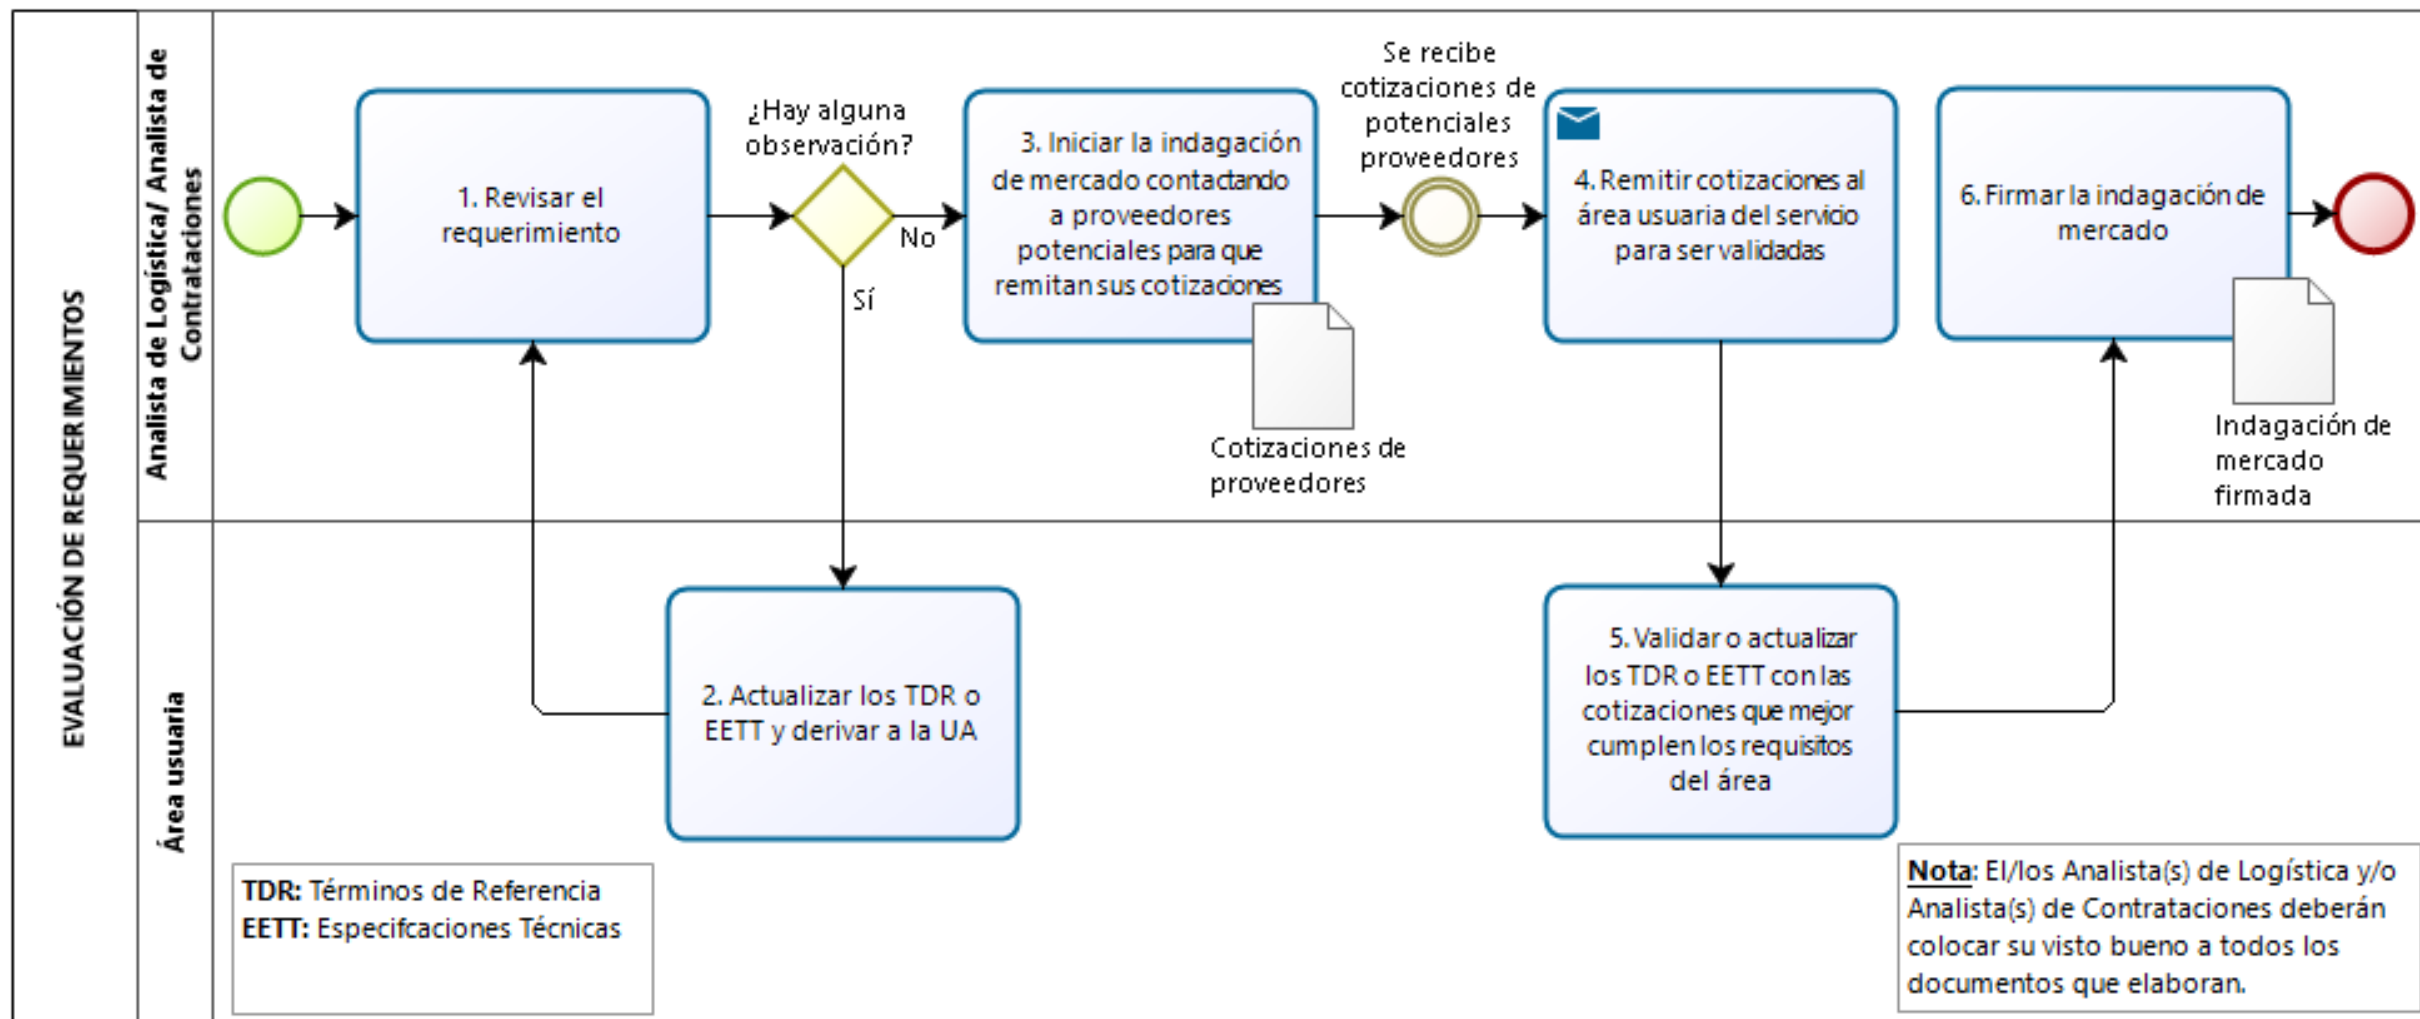 EVALUACIÓN DE REQUERIMIENTOS
Analista de Logística/ Analista de
Contrataciones
1. Revisar el
requerimiento
¿Hay alguna
observación?
No
Sí
3. Iniciar la indagación
de mercado contactando
a proveedores
potenciales para que
remitan sus cotizaciones
Cotizaciones de
proveedores
Se recibe
cotizaciones de
potenciales
proveedores
4. Remitir cotizaciones al
área usuaria del servicio
para ser validadas
6. Firmar la indagación de
mercado
Indagación de
mercado
firmada
Área usuaria
2. Actualizar los TDR o
EETT y derivar a la UA
5. Validar o actualizar
los TDR o EETT con las
cotizaciones que mejor
cumplen los requisitos
del área
TDR: Términos de Referencia
EETT: Especifcaciones Técnicas
Nota: El/los Analista(s) de Logística y/o
Analista(s) de Contrataciones deberán
colocar su visto bueno a todos los
documentos que elaboran.